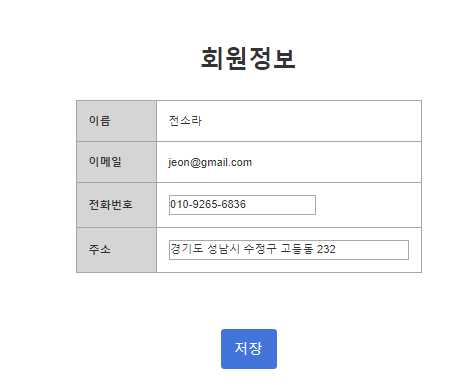 회원정보
이름 전소라
이메일 jeon@gmail.com
전화번호 010-9265-6836
주소 경기도 성남시 수정구 고등동 232
저장